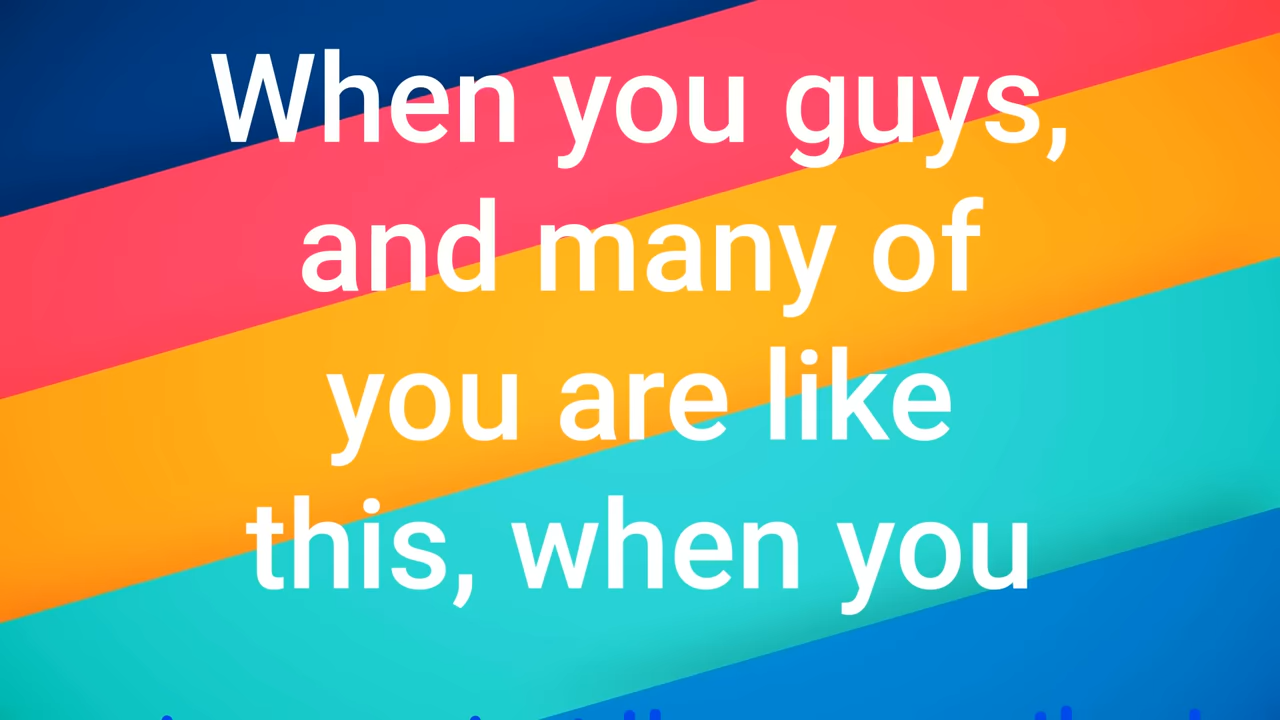 When you guys,
and many of
you are like
this, when you